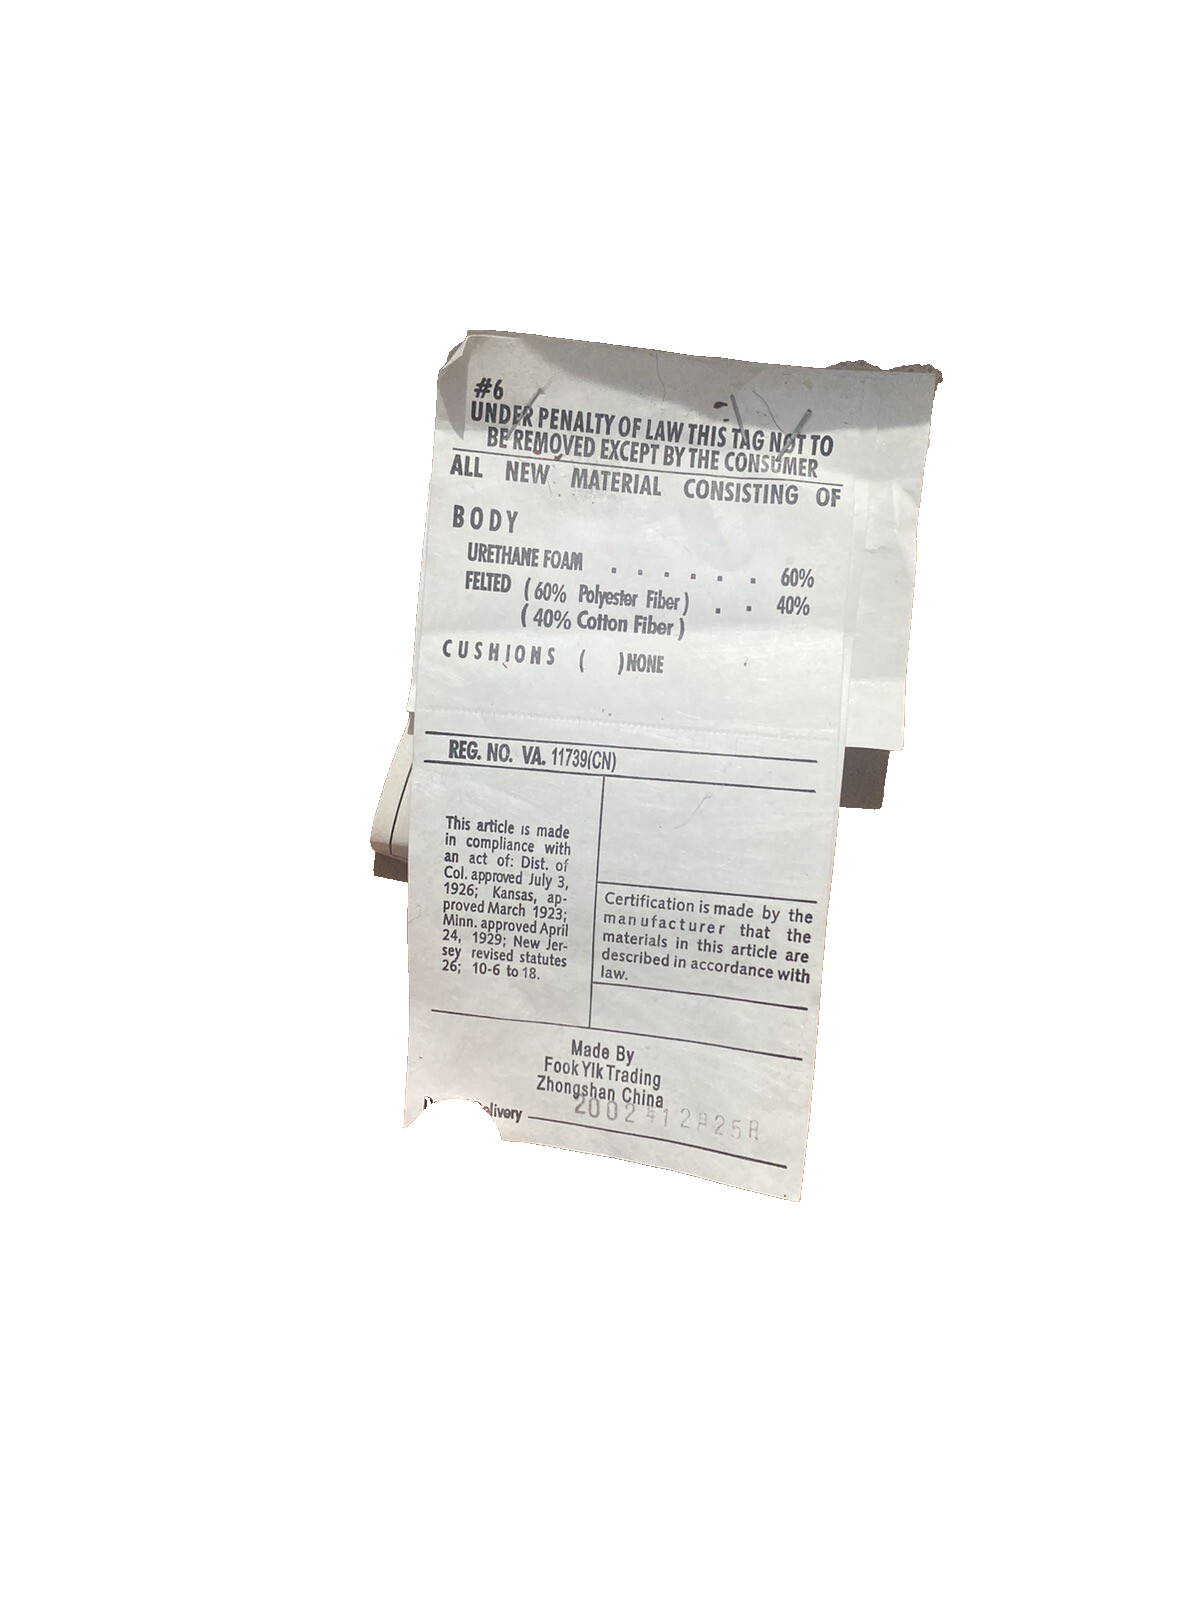 #6
UNDER PENALTY OF LAW THIS TAG NOT TO
BE REMOVED EXCEPT BY THE CONSUMER
ALL NEW MATERIAL CONSISTING OF
BODY
URETHANE FOAM . . . . . . 60%
FELTED ( 60% Polyester Fiber ) . . 40%
( 40% Cotton Fiber )
CUSHIONS ( )NONE
REG. NO. VA. 11739(CN)
This article is made
in compliance with
an act of: Dist. of
Col. approved July 3,
1926; Kansas, ap-
proved March 1923;
Minn. approved April
24, 1929; New Jer-
sey revised statutes
26; 10-6 to 18.
Certification is made by the
manufacturer that the
materials in this article are
described in accordance with
law.
Made By
Fook YIk Trading
Zhongshan China
2002年12月25日